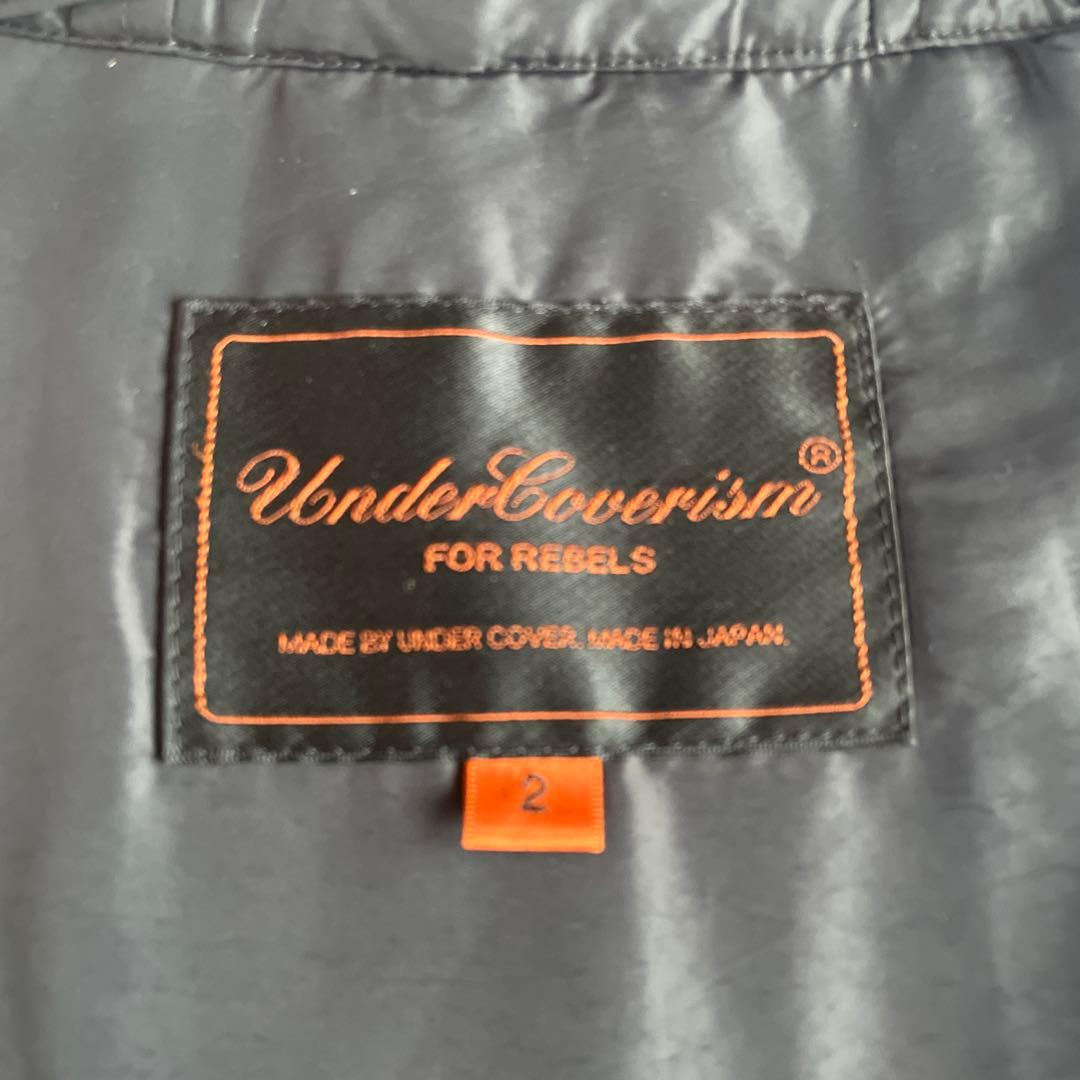 UnderCoverism®
FOR REBELS
MADE BY UNDER COVER. MADE IN JAPAN.
2